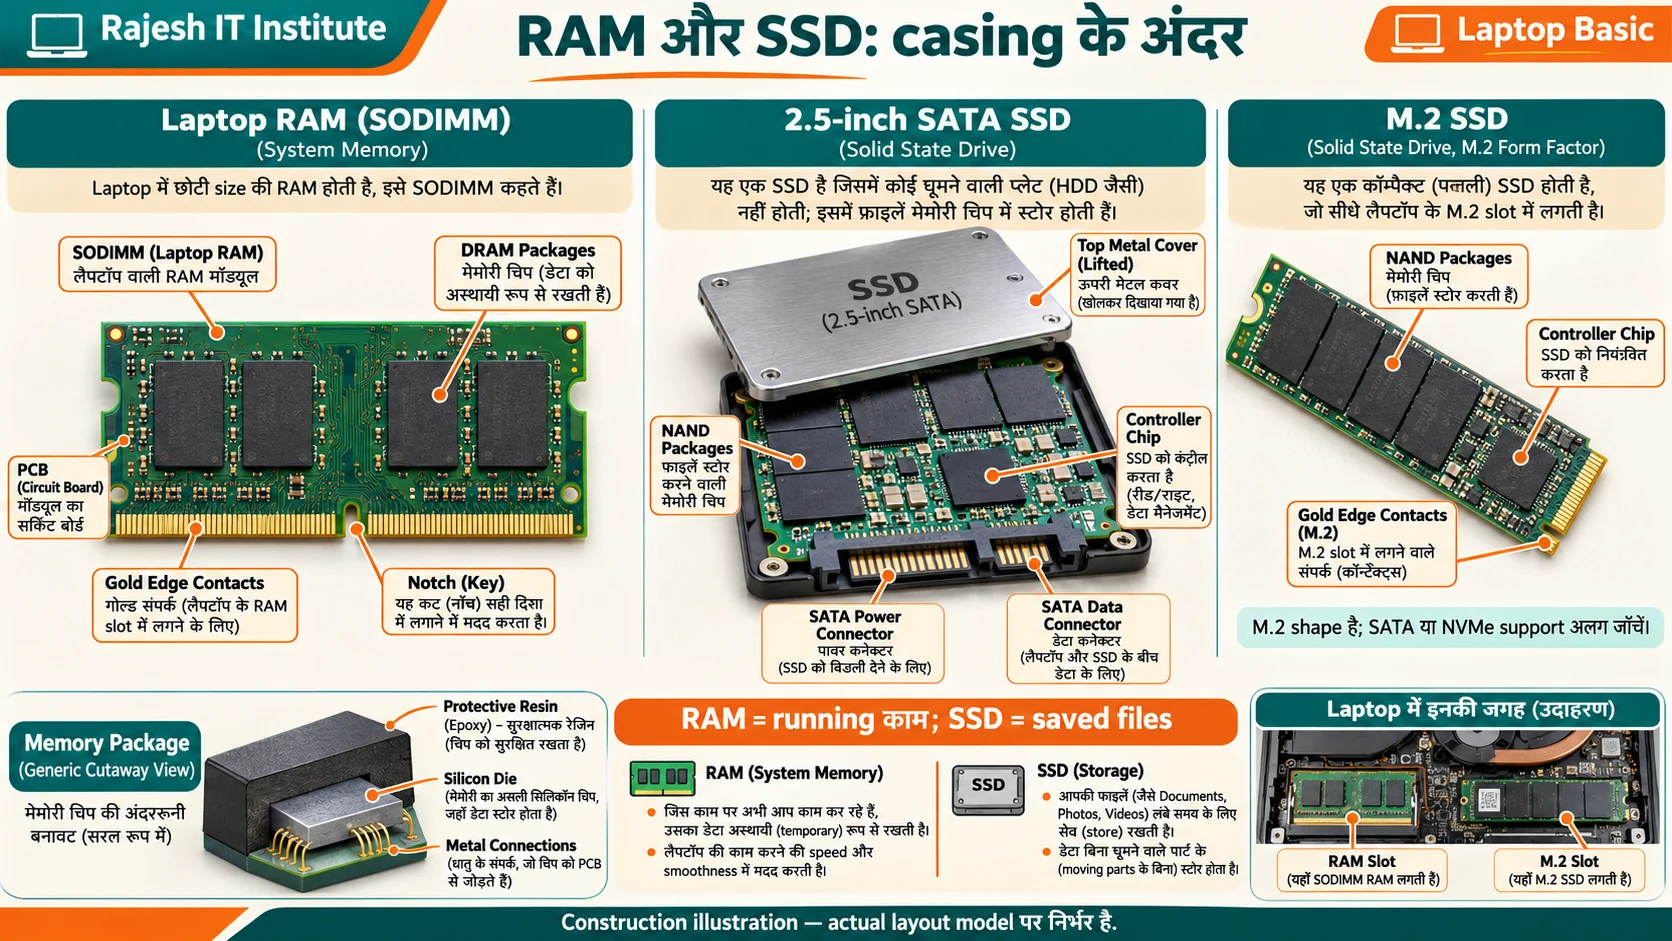 Rajesh IT Institute
RAM और SSD: casing के अंदर
Laptop Basic
Laptop RAM (SODIMM)
(System Memory)
Laptop में छोटी size की RAM होती है, इसे SODIMM कहते हैं।
SODIMM (Laptop RAM)
लैपटॉप वाली RAM मॉड्यूल
DRAM Packages
मेमोरी चिप (डेटा को
अस्थायी रूप से रखती हैं)
PCB
(Circuit Board)
मॉड्यूल का
सर्किट बोर्ड
Gold Edge Contacts
गोल्ड संपर्क (लैपटॉप के RAM
slot में लगने के लिए)
Notch (Key)
यह कट (नॉच) सही दिशा
में लगाने में मदद करता है।
2.5-inch SATA SSD
(Solid State Drive)
यह एक SSD है जिसमें कोई घूमने वाली प्लेट (HDD जैसी)
नहीं होती; इसमें फ़ाइलें मेमोरी चिप में स्टोर होती हैं।
Top Metal Cover
(Lifted)
ऊपरी मेटल कवर
(खोलकर दिखाया गया है)
SSD
(2.5-inch SATA)
NAND
Packages
फाइलें स्टोर
करने वाली
मेमोरी चिप
Controller
Chip
SSD को
करता है
(रीड/राइट,
डेटा मैनेजमेंट)
SATA Power
Connector
पावर कनेक्टर
(SSD को बिडली देने के लिए)
SATA Data
Connector
डेटा कनेक्टर
(लैपटॉप और SSD के बीच
डेटा के लिए)
M.2 SSD
(Solid State Drive, M.2 Form Factor)
यह एक कॉम्पैक्ट SSD होती है,
जो सीधे लैपटॉप के M.2 slot में लगती है।
NAND Packages
मेमोरी चिप
(फ़ाइलें स्टोर करती हैं)
Controller Chip
SSD को
करता है
Gold Edge Contacts
(M.2)
M.2 slot में लगने वाले
संपर्क
M.2 shape है; SATA या NVMe support अलग जाँचें।
Memory Package
(Generic Cutaway View)
मेमोरी चिप की अंदररूनी
बनावट (सरल रूप में)
Protective Resin
(Epoxy) – सुरक्षात्मक रेजिन
(चिप को सुरक्षित रखता है)
Silicon Die
(मेमोरी का असली सिलिकॉन चिप,
जहाँ डेटा स्टोर होता है)
Metal Connections
(धातु के संपर्क, जो चिप को PCB
से जोड़ते हैं)
RAM = running काम; SSD = saved files
RAM (System Memory)
• जिस काम पर अभी आप काम कर रहे हैं,
उसका डेटा अस्थायी (temporary) रूप से रखती है।
• लैपटॉप की काम करने की speed और
smoothness में मदद करती है।
SSD
SSD (Storage)
• आपकी फाइलें (जैसे Documents,
Photos, Videos) लंबे समय के लिए
सेव (store) रखती है।
• डेटा बिना घूमने वाले पार्ट के
(moving parts के बिना) स्टोर होता है।
Laptop में इनकी जगह (उदाहरण)
RAM Slot
(यहाँ SODIMM RAM लगती है)
M.2 Slot
(यहाँ M.2 SSD लगती है)
Construction illustration — actual layout model पर निर्भर है.